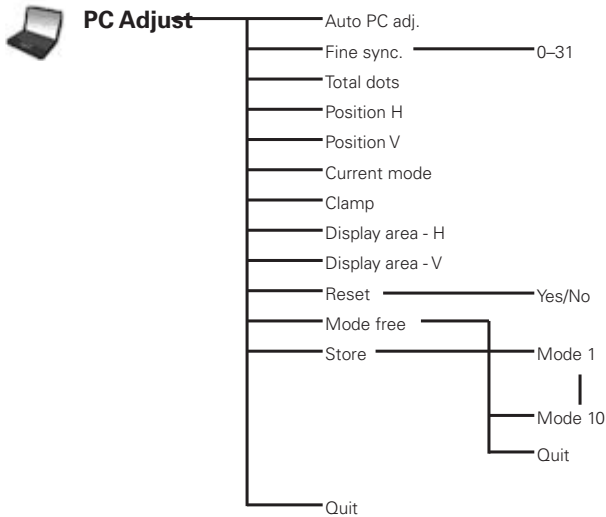 PC Adjust
Auto PC adj.
Fine sync. 0–31
Total dots
Position H
Position V
Current mode
Clamp
Display area - H
Display area - V
Reset Yes/No
Mode free
Store Mode 1
Mode 10
Quit
Quit